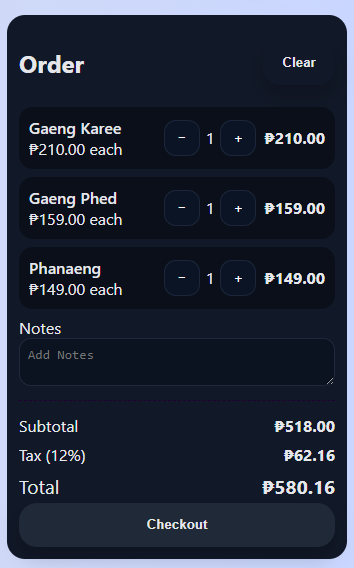 Order
Clear
Gaeng Karee
₱210.00 each
− 1 + ₱210.00
Gaeng Phed
₱159.00 each
− 1 + ₱159.00
Phanaeng
₱149.00 each
− 1 + ₱149.00
Notes
Add Notes
Subtotal ₱518.00
Tax (12%) ₱62.16
Total ₱580.16
Checkout